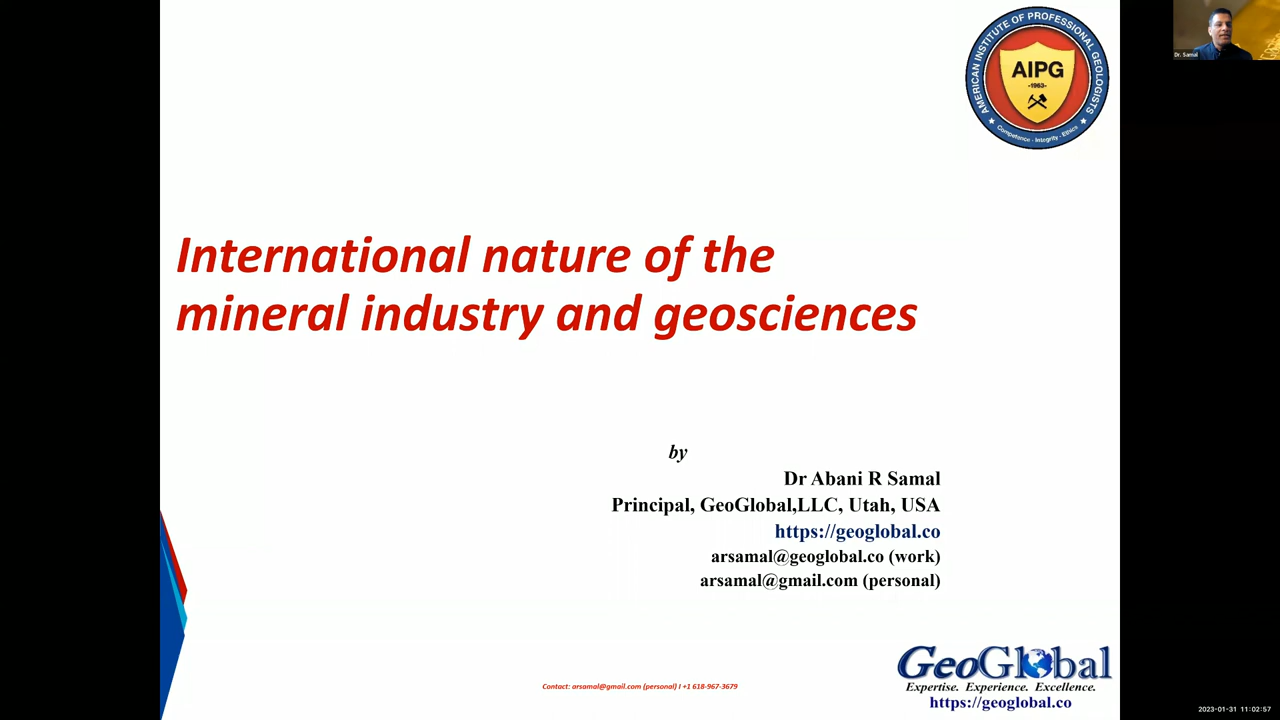 AMERICAN INSTITUTE OF PROFESSIONAL GEOLOGISTS
AIPG
-1963-
Competence - Integrity - Ethics
Dr. Samal
International nature of the
mineral industry and geosciences
by
Dr Abani R Samal
Principal, GeoGlobal,LLC, Utah, USA
https://geoglobal.co
arsamal@geoglobal.co (work)
arsamal@gmail.com (personal)
Contact: arsamal@gmail.com (personal) I +1 618-967-3679
GeoGlobal
Expertise. Experience. Excellence.
https://geoglobal.co
2023-01-31 11:02:57